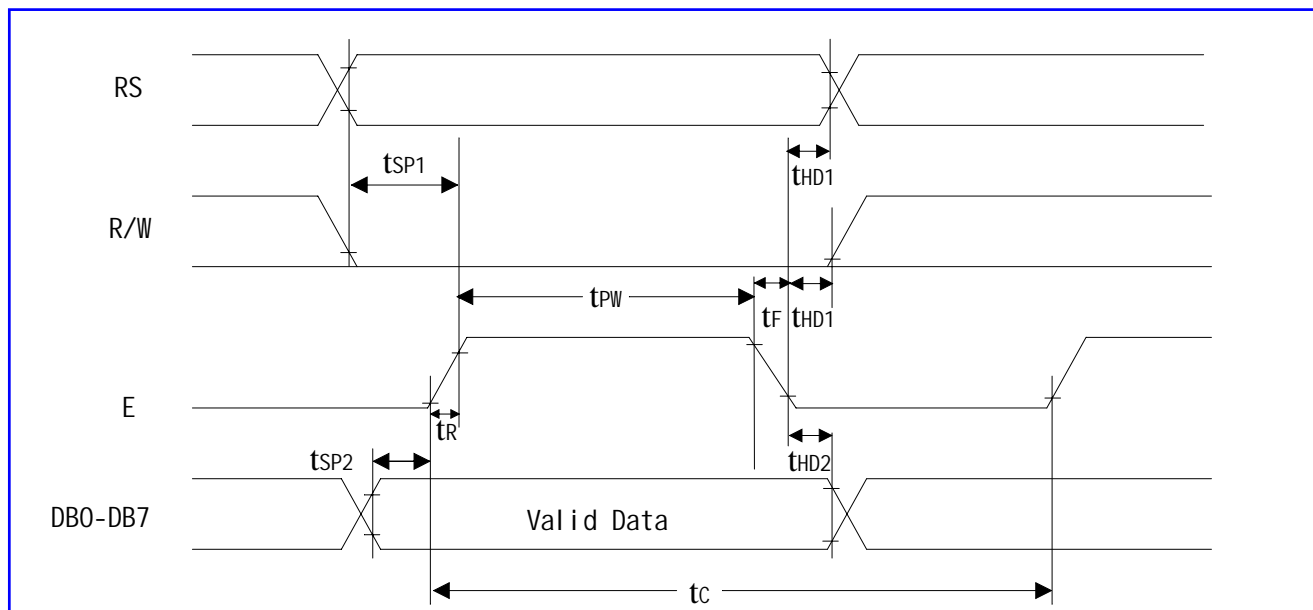 RS
tSP1
tHD1
R/W
tPW
tF
tHD1
E
tR
tSP2
tHD2
DB0-DB7
Valid Data
tC